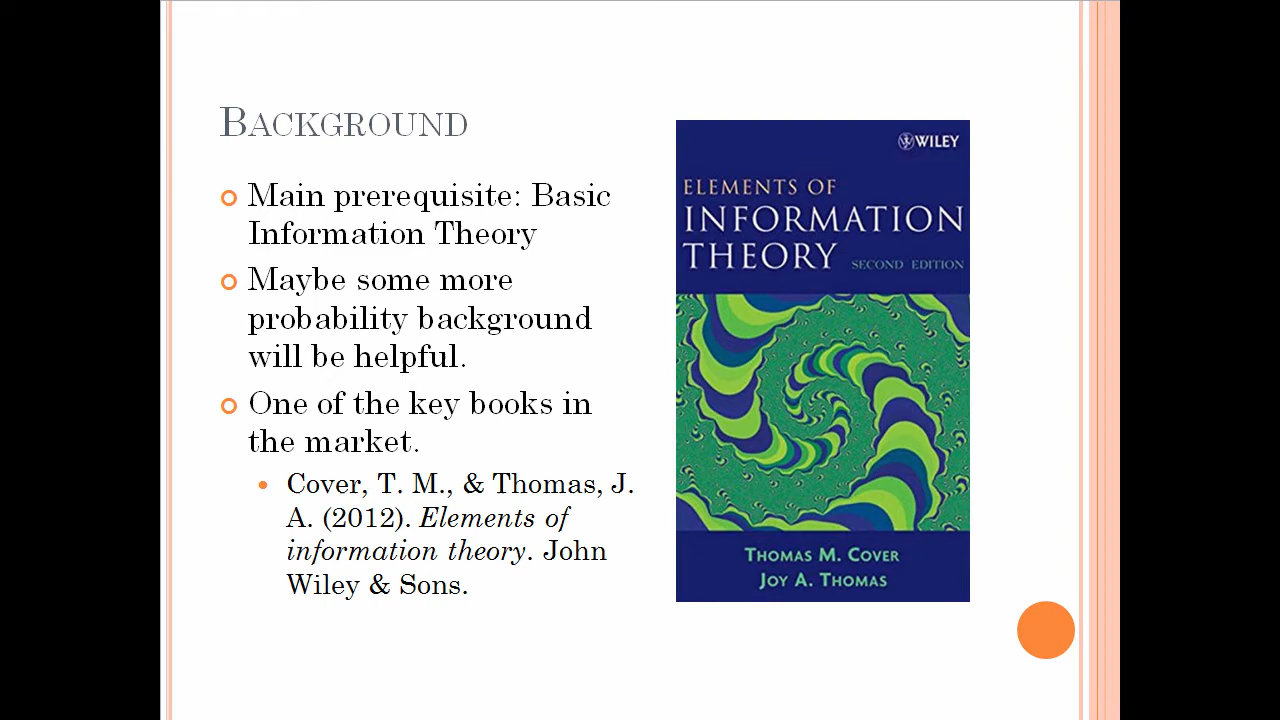 BACKGROUND
Main prerequisite: Basic
Information Theory
Maybe some more
probability background
will be helpful.
One of the key books in
the market.
Cover, T. M., & Thomas, J.
A. (2012). Elements of
information theory. John
Wiley & Sons.
WILEY
ELEMENTS OF
INFORMATION
THEORY SECOND EDITION
THOMAS M. COVER
JOY A. THOMAS